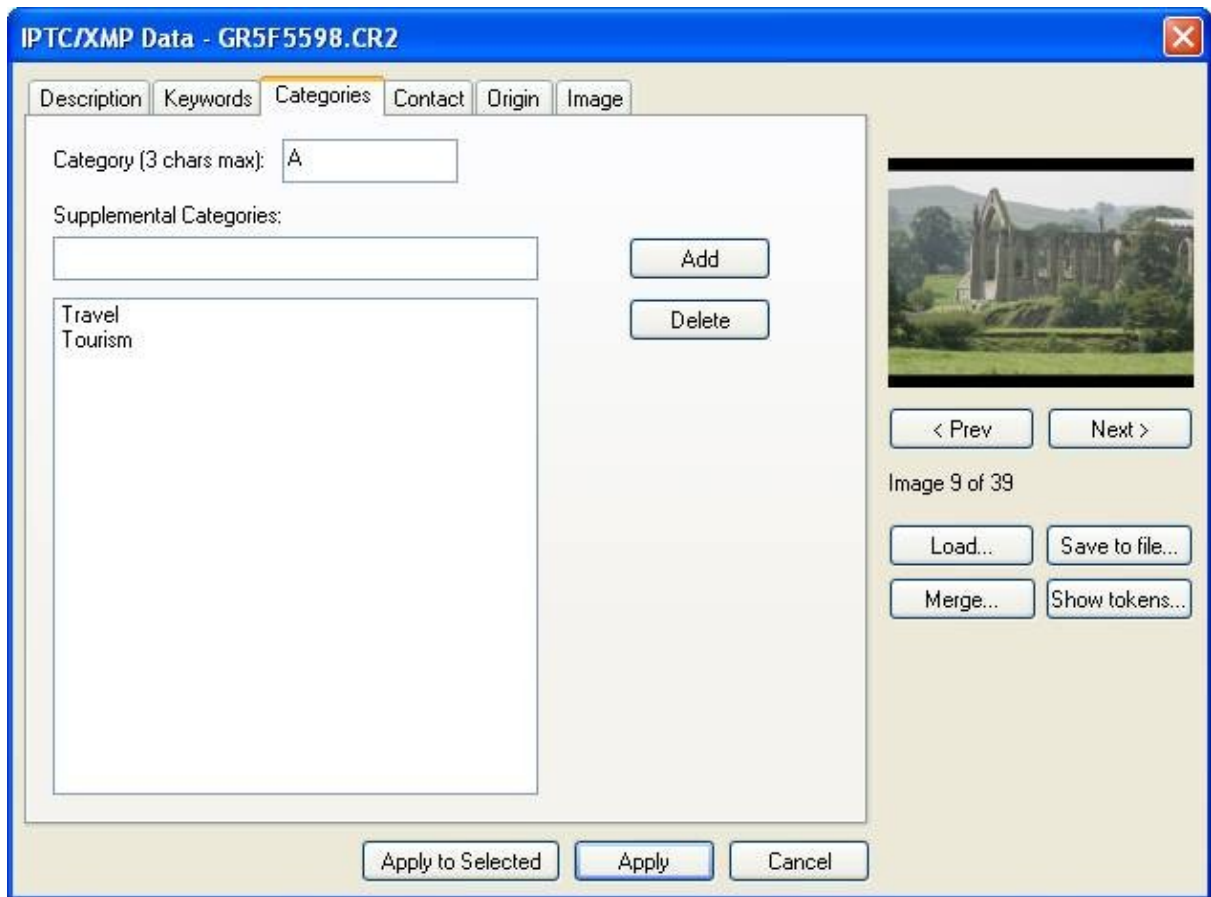 IPTC/XMP Data - GR5F5598.CR2
Description Keywords Categories Contact Origin Image
Category (3 chars max): A
Supplemental Categories:
Add
Travel
Tourism
Delete
< Prev Next >
Image 9 of 39
Load... Save to file...
Merge... Show tokens...
Apply to Selected Apply Cancel